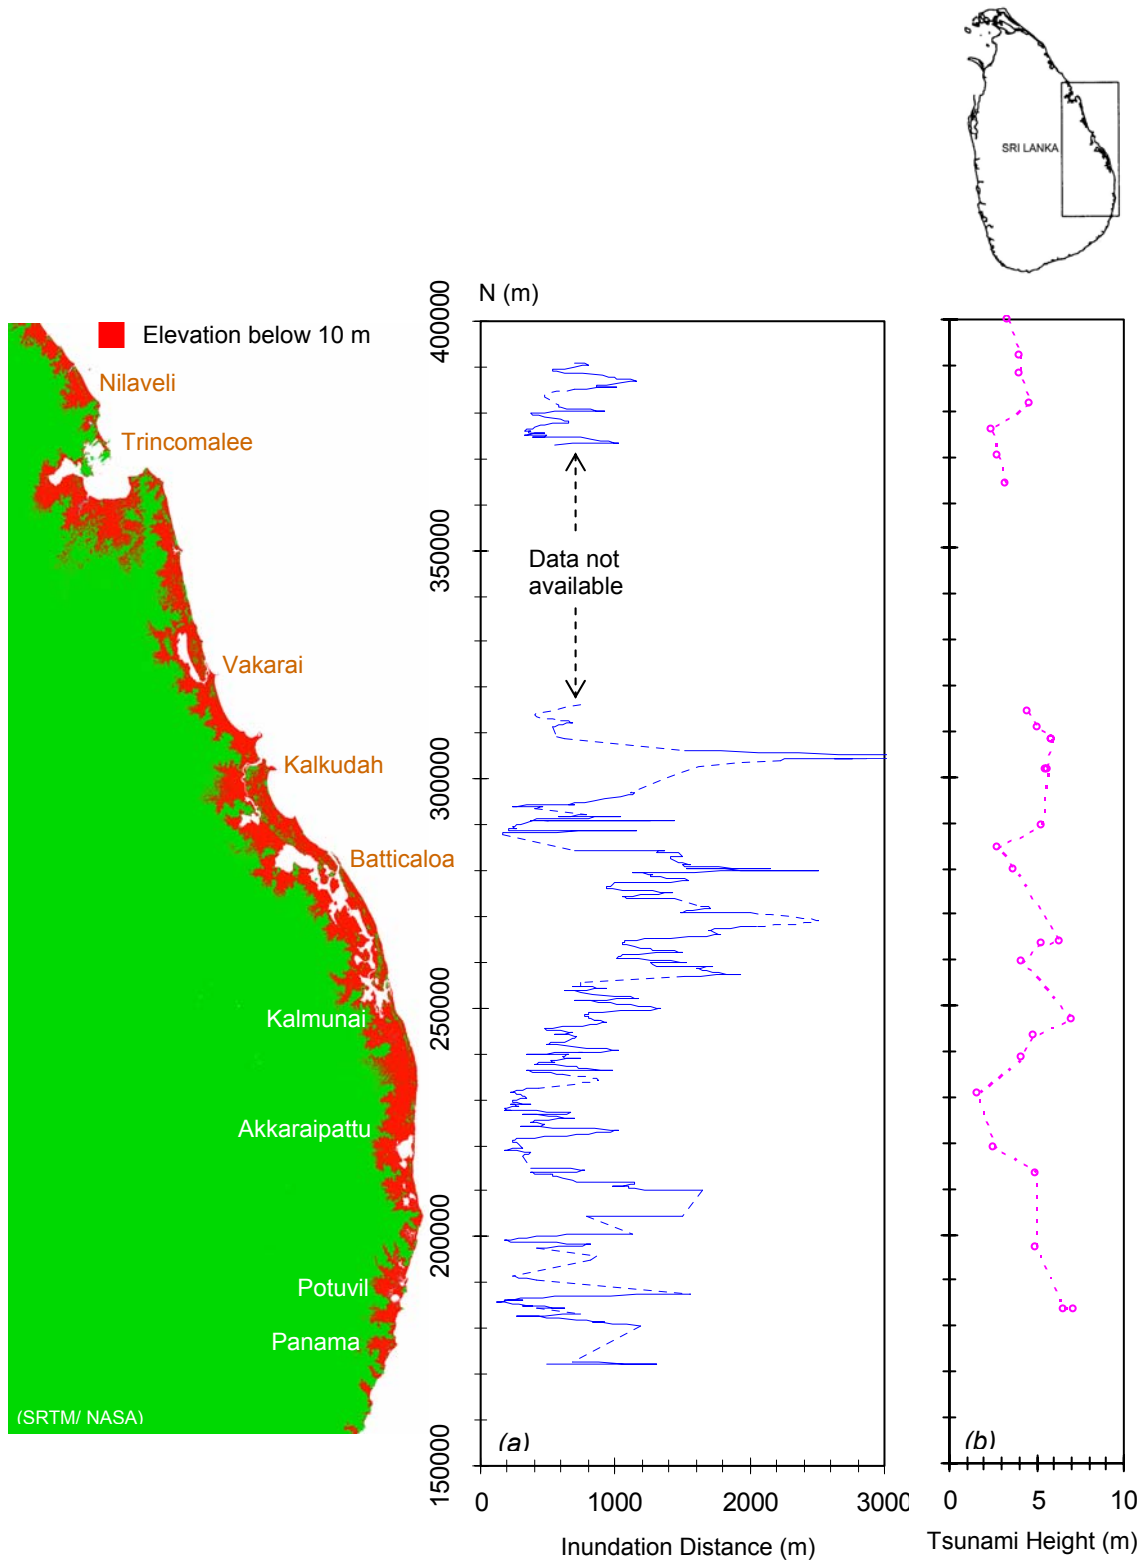 SRI LANKA
N (m)
Elevation below 10 m
Nilaveli
Trincomalee
Vakarai
Kalkudah
Batticaloa
Kalmunai
Akkaraipattu
Potuvil
Panama
(SRTM/ NASA)
400000
350000
300000
250000
200000
150000
Data not
available
(a)
0 1000 2000 3000
Inundation Distance (m)
(b)
0 5 10
Tsunami Height (m)